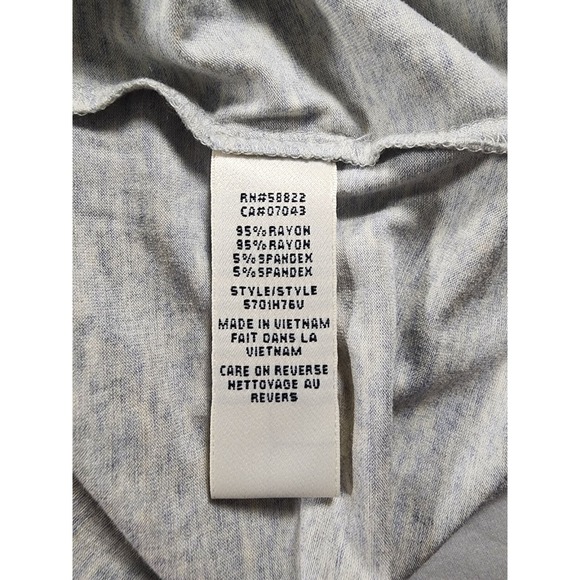 RN#58822
CA#07043
95%RAYON
95%RAYON
5%SPANDEX
5%SPANDEX
STYLE/STYLE
5701H76V
MADE IN VIETNAM
FAIT DANS LA
VIETNAM
CARE ON REVERSE
NETTOYAGE AU
REVERS